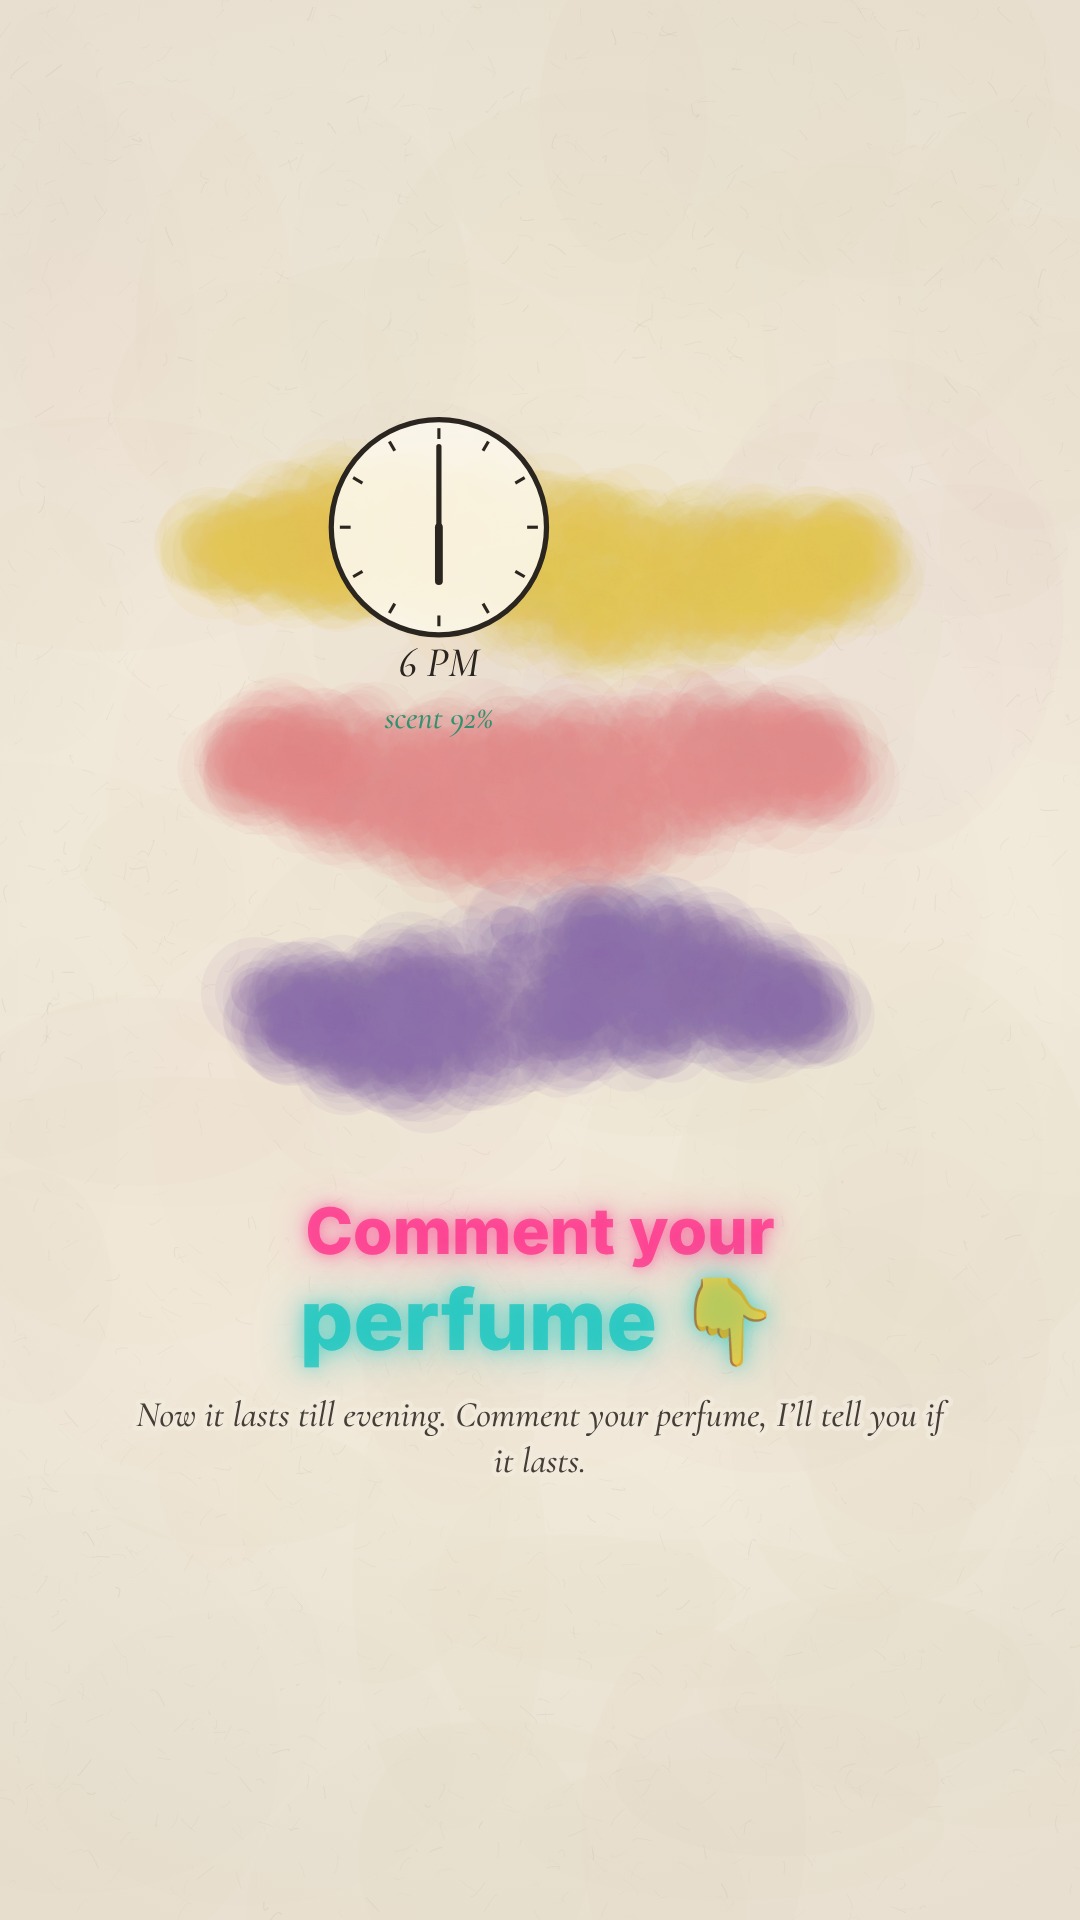 6 PM
scent 92%
Comment your
perfume 👇
Now it lasts till evening. Comment your perfume, I’ll tell you if
it lasts.